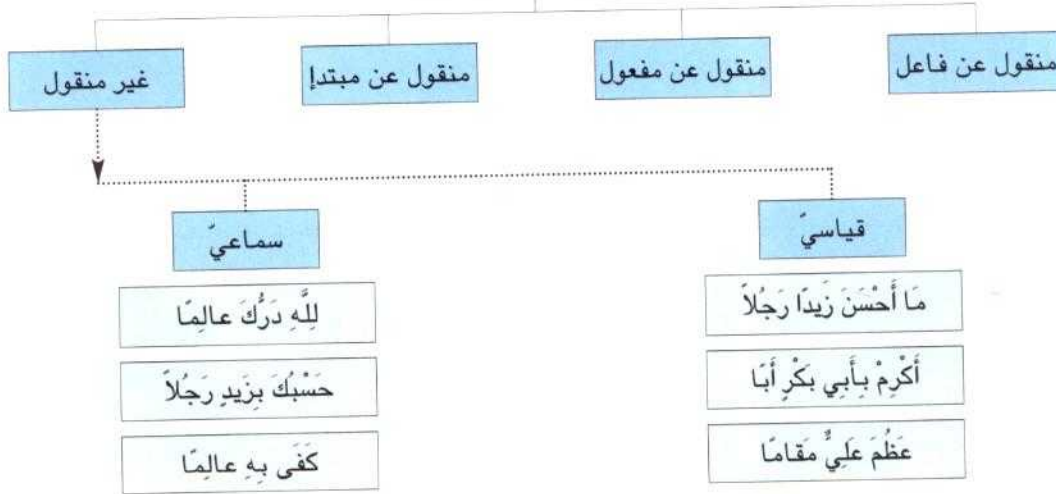 منقول عن فاعل
منقول عن مفعول
منقول عن مبتدإ
غير منقول
قياسيّ
مَا أَحْسَنَ زَيدًا رَجُلاً
أَكْرِمْ بِأَبِي بَكْرٍ أَبًا
عَظُمَ عَلِيٌّ مَقَامًا
سماعيّ
لِلَّهِ دَرُّكَ عالِمًا
حَسْبُكَ بِزَيدٍ رَجُلاً
كَفَى بِهِ عالِمًا